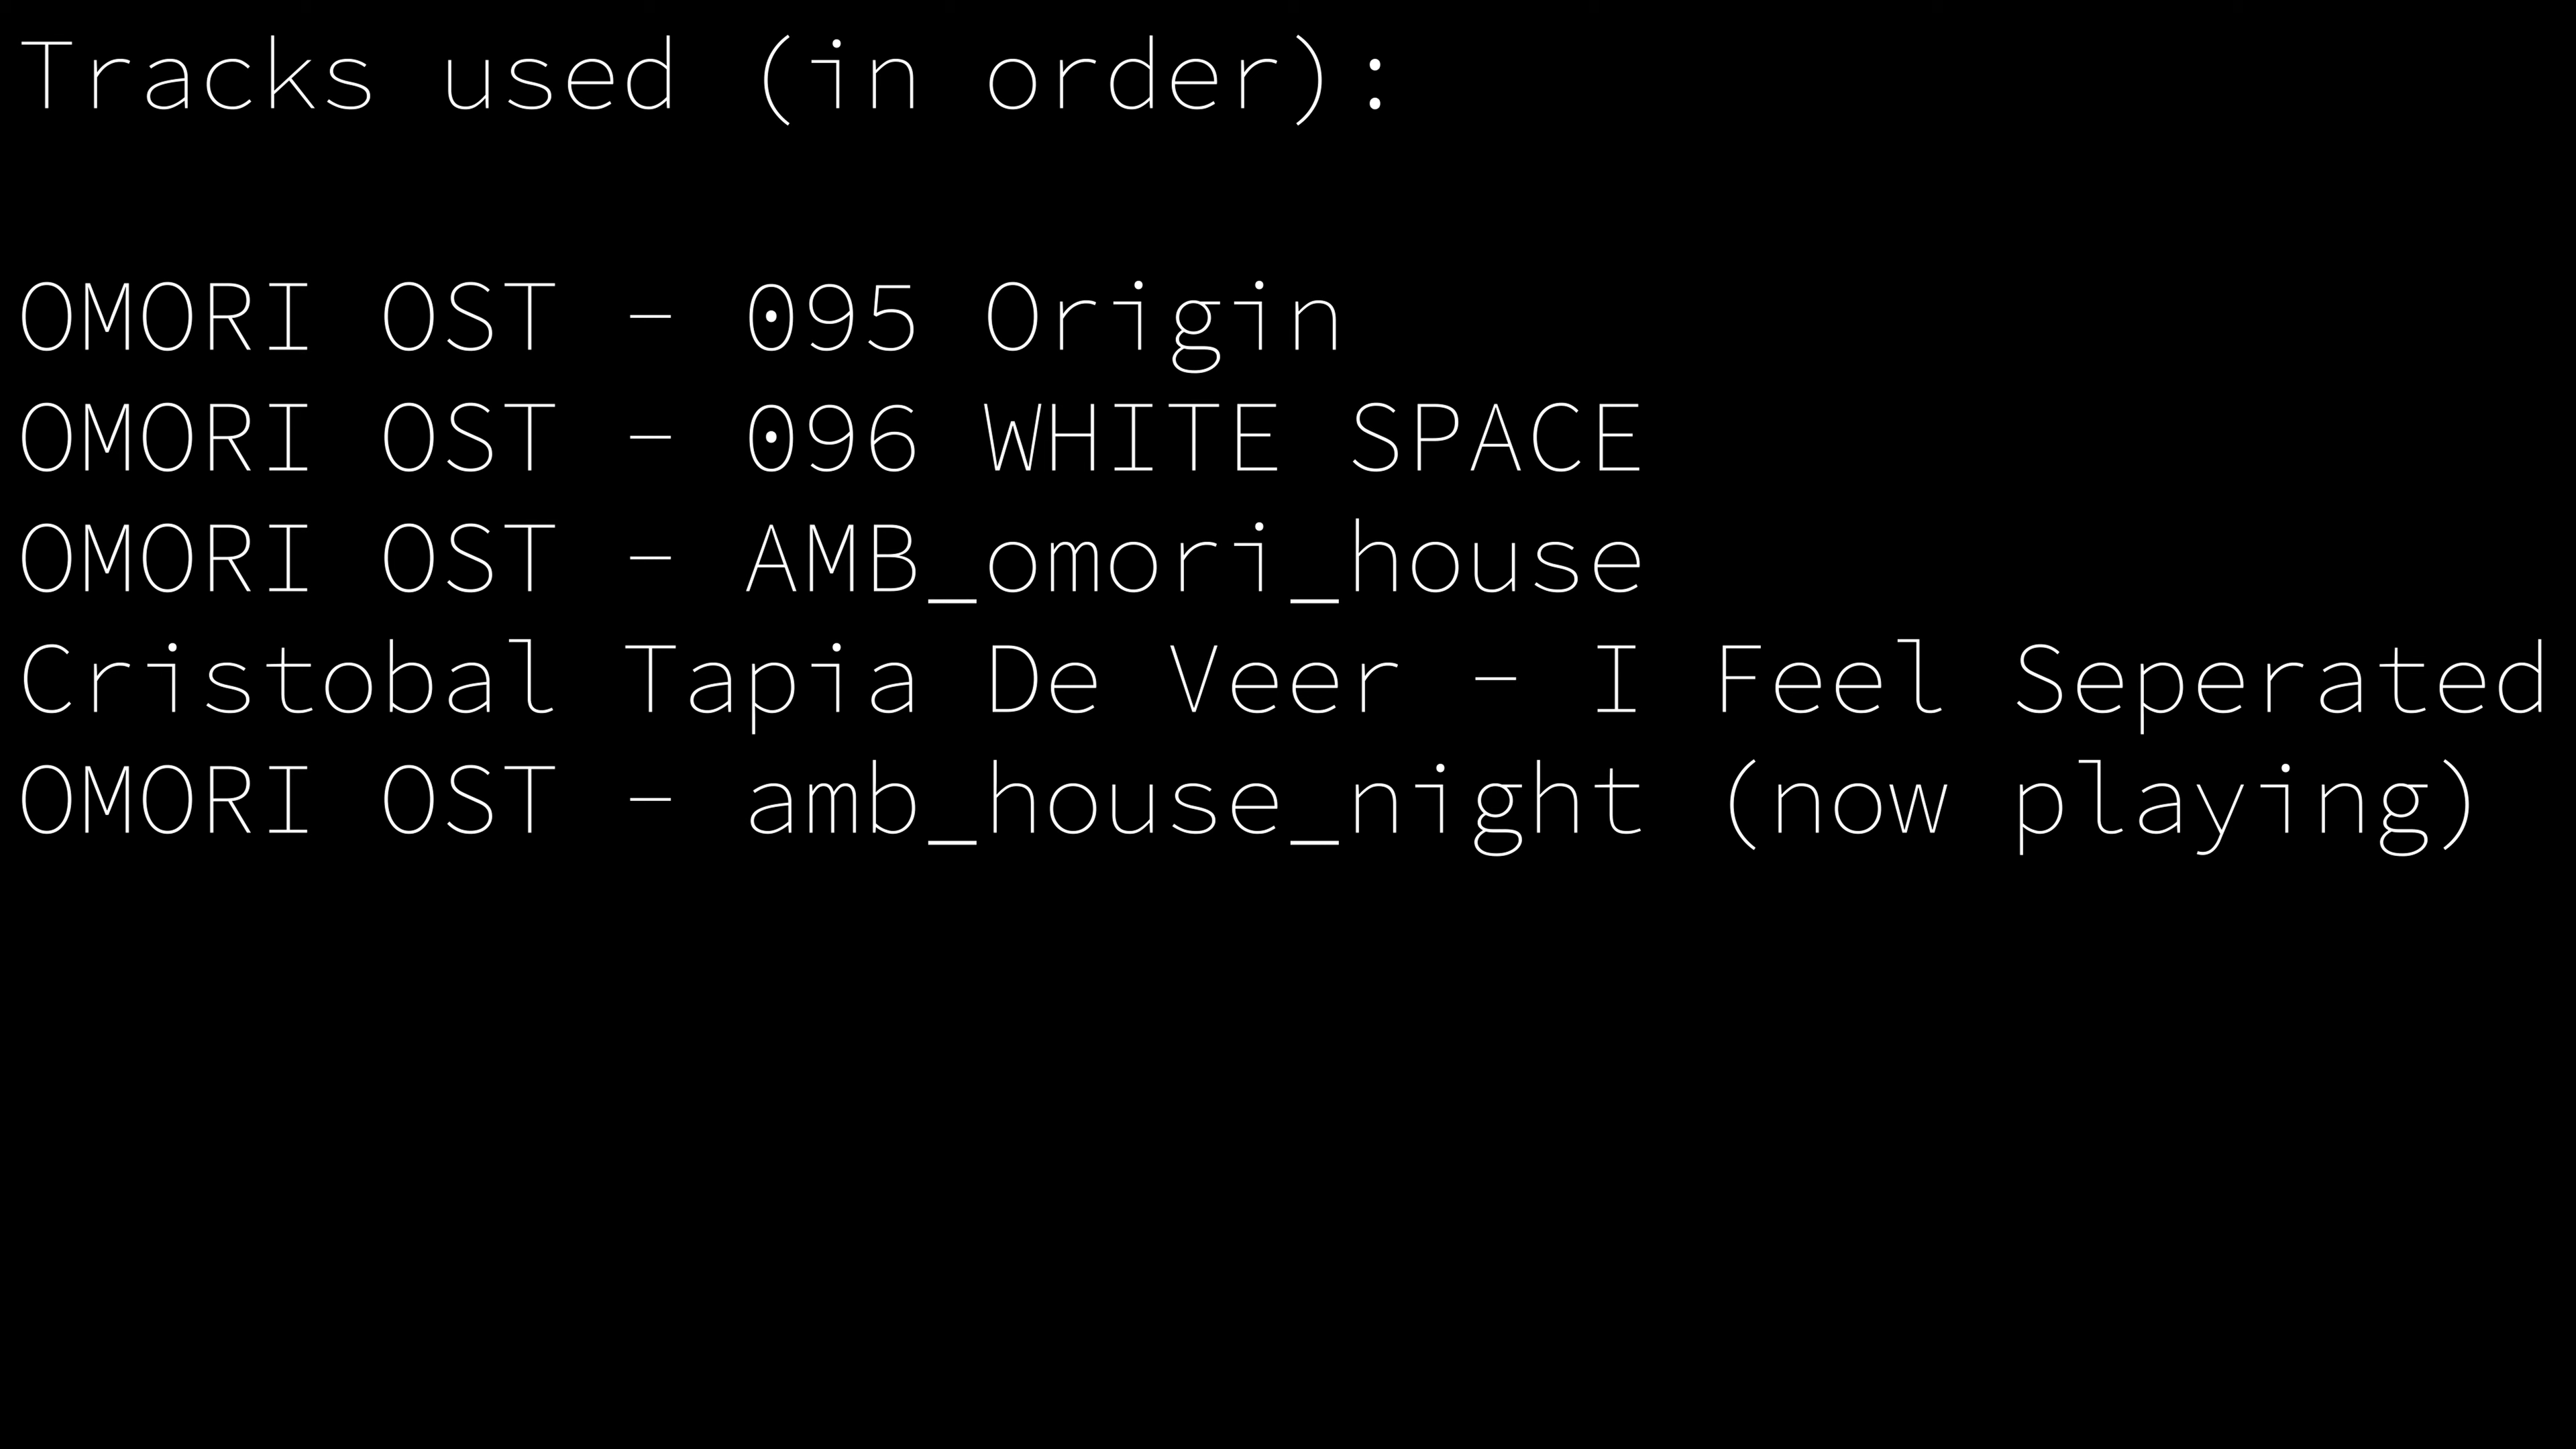 Tracks used (in order):
OMORI OST - 095 Origin
OMORI OST - 096 WHITE SPACE
OMORI OST - AMB_omori_house
Cristobal Tapia De Veer - I Feel Seperated
OMORI OST - amb_house_night (now playing)